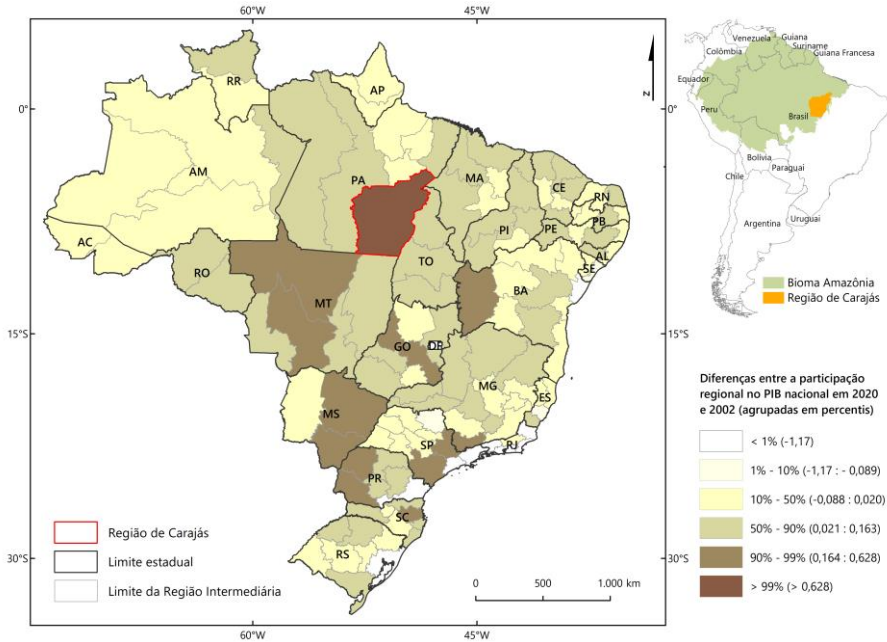 60°W
45°W
0°
15°S
30°S
60°W
45°W
0°
15°S
30°S
N
RR
AP
AM
PA
MA
CE
RN
PB
PI
PE
AL
SE
AC
RO
TO
BA
MT
GO
DF
MG
ES
MS
SP
RJ
PR
SC
RS
Região de Carajás
Limite estadual
Limite da Região Intermediária
0 500 1.000 km
Venezuela
Guiana
Suriname
Guiana Francesa
Colômbia
Equador
Peru
Brasil
Bolívia
Paraguai
Chile
Argentina
Uruguai
Bioma Amazônia
Região de Carajás
Diferenças entre a participação
regional no PIB nacional em 2020
e 2002 (agrupadas em percentis)
< 1% (-1,17)
1% - 10% (-1,17 : - 0,089)
10% - 50% (-0,088 : 0,020)
50% - 90% (0,021 : 0,163)
90% - 99% (0,164 : 0,628)
> 99% (> 0,628)